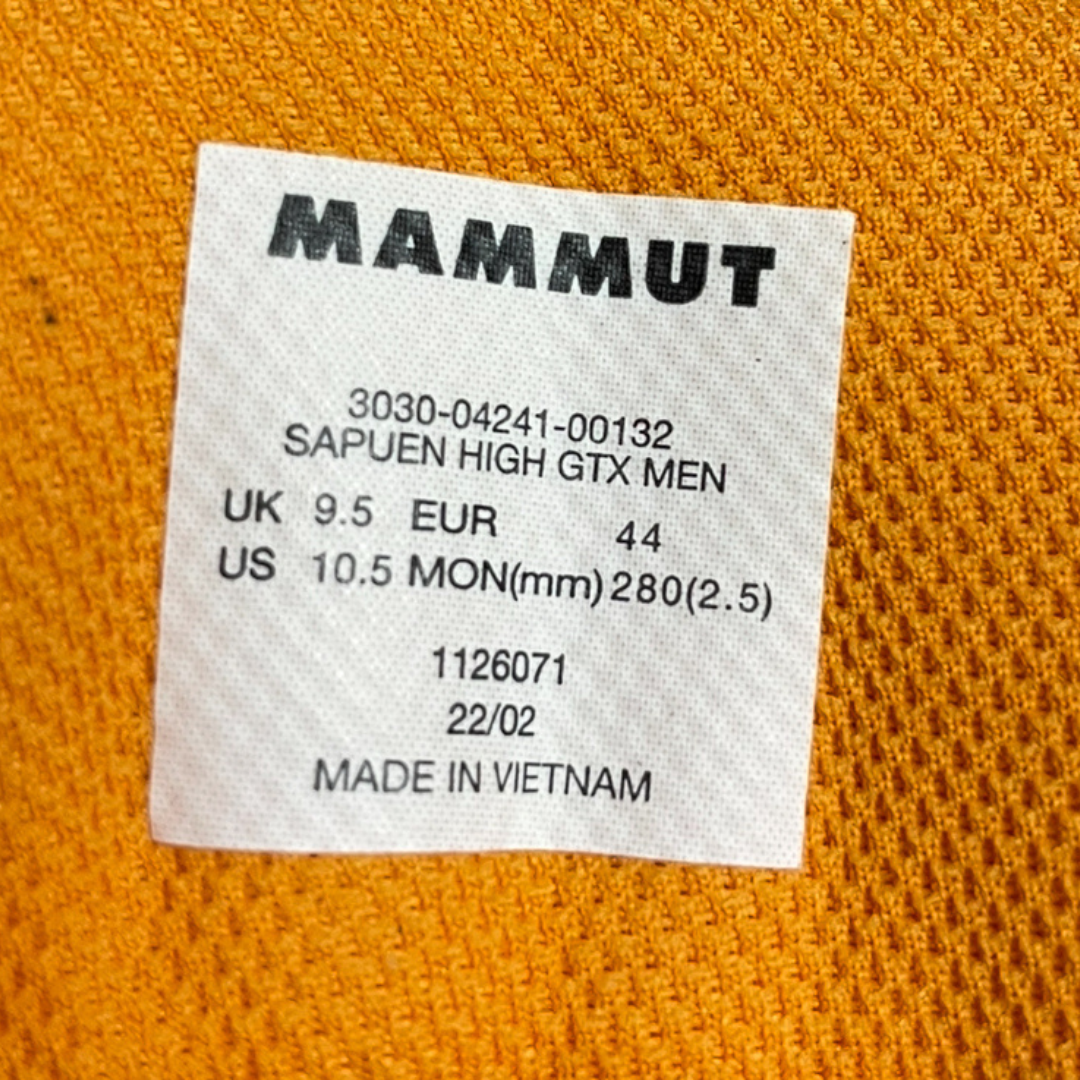 MAMMUT
3030-04241-00132
SAPUEN HIGH GTX MEN
UK 9.5 EUR 44
US 10.5 MON(mm) 280(2.5)
1126071
22/02
MADE IN VIETNAM